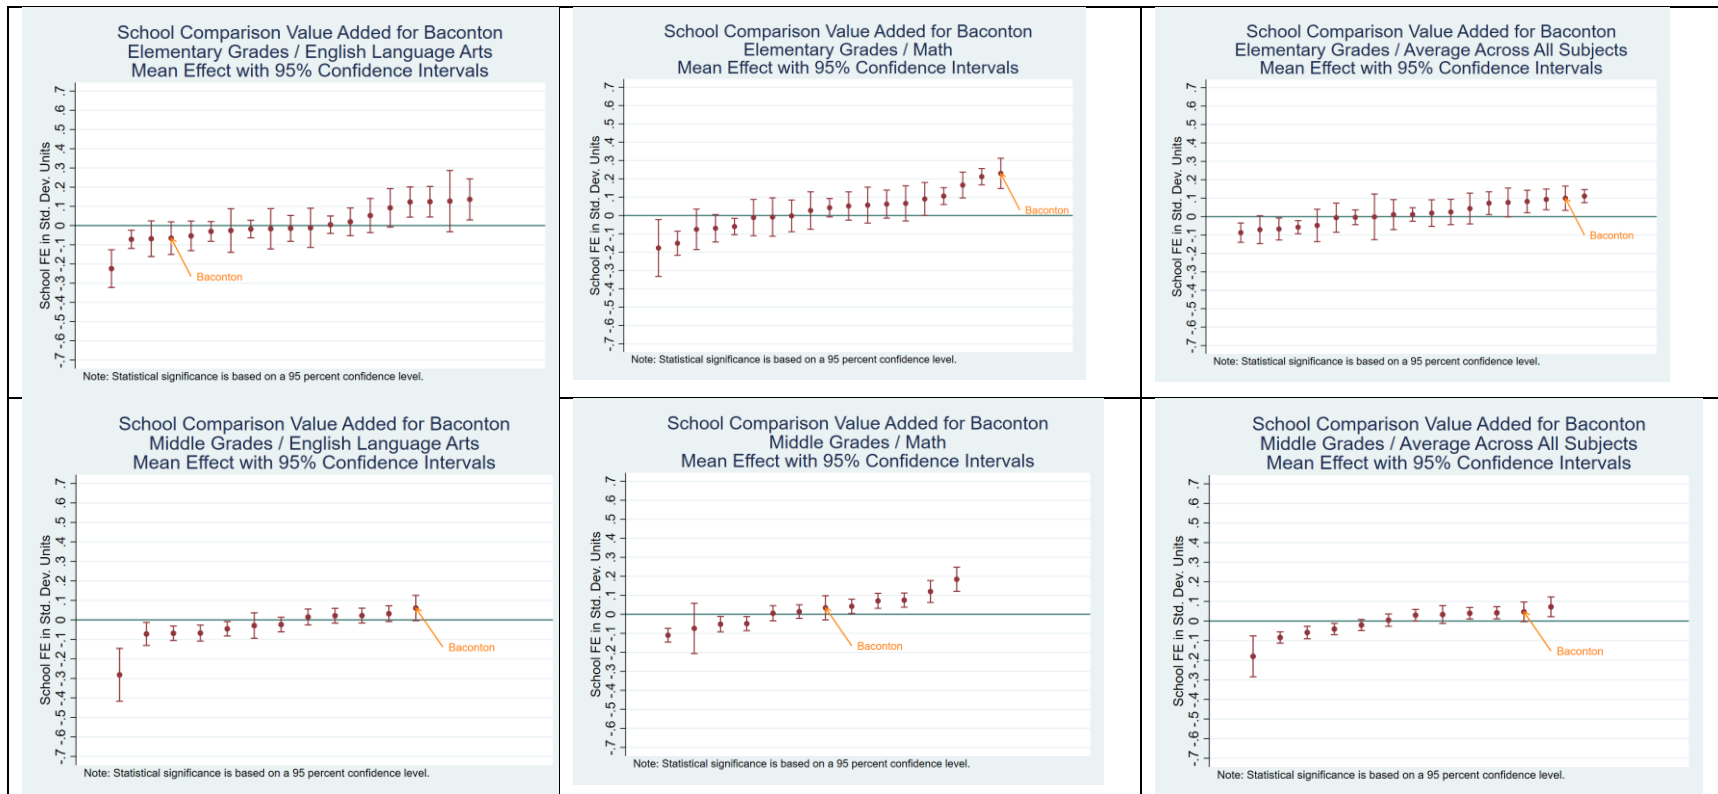 School Comparison Value Added for Baconton
Elementary Grades / English Language Arts
Mean Effect with 95% Confidence Intervals
School FE in Std. Dev. Units
-.7 -.6 -.5 -.4 -.3 -.2 -.1 0 .1 .2 .3 .4 .5 .6 .7
Baconton
Note: Statistical significance is based on a 95 percent confidence level.
School Comparison Value Added for Baconton
Elementary Grades / Math
Mean Effect with 95% Confidence Intervals
School FE in Std. Dev. Units
-.7 -.6 -.5 -.4 -.3 -.2 -.1 0 .1 .2 .3 .4 .5 .6 .7
Baconton
Note: Statistical significance is based on a 95 percent confidence level.
School Comparison Value Added for Baconton
Elementary Grades / Average Across All Subjects
Mean Effect with 95% Confidence Intervals
School FE in Std. Dev. Units
-.7 -.6 -.5 -.4 -.3 -.2 -.1 0 .1 .2 .3 .4 .5 .6 .7
Baconton
Note: Statistical significance is based on a 95 percent confidence level.
School Comparison Value Added for Baconton
Middle Grades / English Language Arts
Mean Effect with 95% Confidence Intervals
School FE in Std. Dev. Units
-.7 -.6 -.5 -.4 -.3 -.2 -.1 0 .1 .2 .3 .4 .5 .6 .7
Baconton
Note: Statistical significance is based on a 95 percent confidence level.
School Comparison Value Added for Baconton
Middle Grades / Math
Mean Effect with 95% Confidence Intervals
School FE in Std. Dev. Units
-.7 -.6 -.5 -.4 -.3 -.2 -.1 0 .1 .2 .3 .4 .5 .6 .7
Baconton
Note: Statistical significance is based on a 95 percent confidence level.
School Comparison Value Added for Baconton
Middle Grades / Average Across All Subjects
Mean Effect with 95% Confidence Intervals
School FE in Std. Dev. Units
-.7 -.6 -.5 -.4 -.3 -.2 -.1 0 .1 .2 .3 .4 .5 .6 .7
Baconton
Note: Statistical significance is based on a 95 percent confidence level.